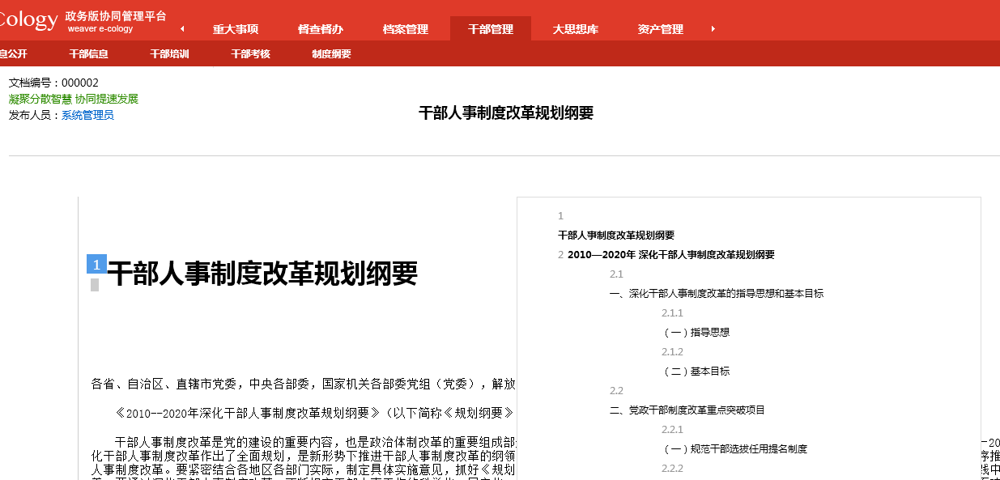 cology 政务版协同管理平台
weaver e-cology
重大事项 督查督办 档案管理 干部管理 大思想库 资产管理
息公开 干部信息 干部培训 干部考核 制度纲要
文档编号：000002
凝聚分散智慧 协同提速发展
发布人员：系统管理员
干部人事制度改革规划纲要
1 干部人事制度改革规划纲要
各省、自治区、直辖市党委，中央各部委，国家机关各部委党组（党委），解放
《2010--2020年深化干部人事制度改革规划纲要》（以下简称《规划纲要》
干部人事制度改革是党的建设的重要内容，也是政治体制改革的重要组成部
化干部人事制度改革作出了全面规划，是新形势下推进干部人事制度改革的纲领
人事制度改革。要紧密结合各地区各部门实际，制定具体实施意见，抓好《规划
1
干部人事制度改革规划纲要
2 2010—2020年 深化干部人事制度改革规划纲要
2.1
一、深化干部人事制度改革的指导思想和基本目标
2.1.1
（一）指导思想
2.1.2
（二）基本目标
2.2
二、党政干部制度改革重点突破项目
2.2.1
（一）规范干部选拔任用提名制度
2.2.2
—20
序推
践中